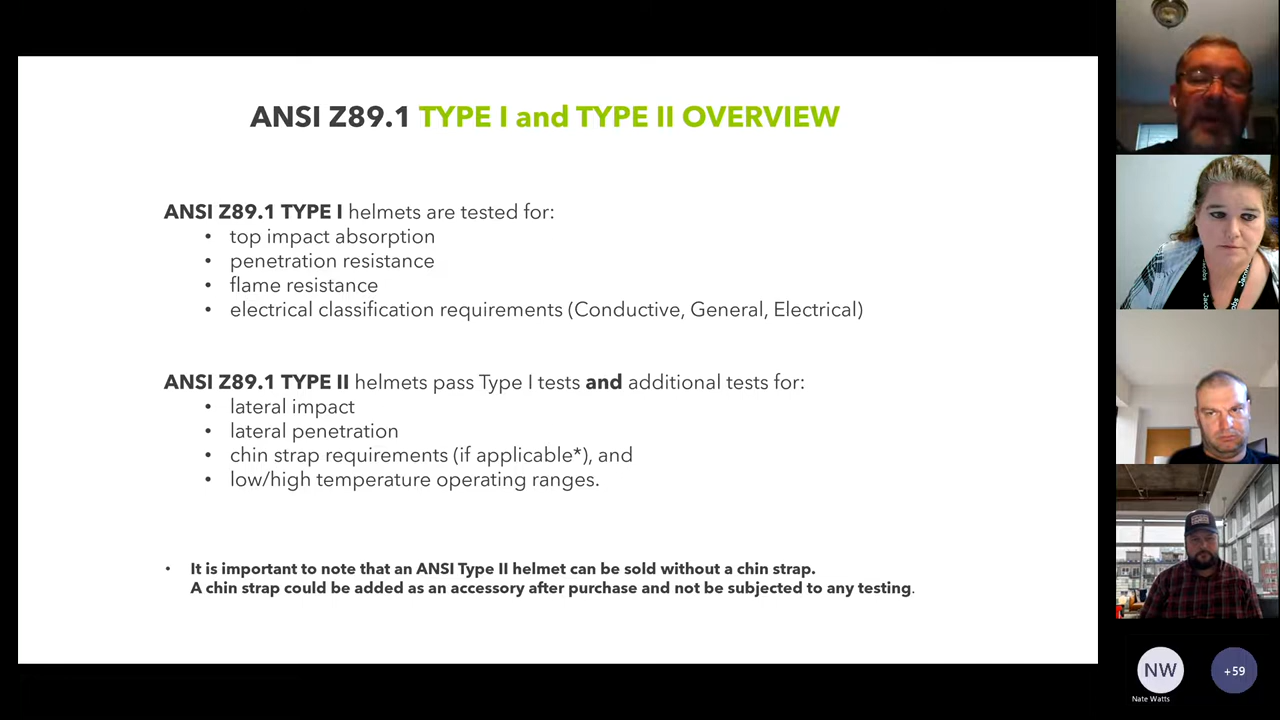 ANSI Z89.1 TYPE I and TYPE II OVERVIEW
ANSI Z89.1 TYPE I helmets are tested for:
• top impact absorption
• penetration resistance
• flame resistance
• electrical classification requirements (Conductive, General, Electrical)
ANSI Z89.1 TYPE II helmets pass Type I tests and additional tests for:
• lateral impact
• lateral penetration
• chin strap requirements (if applicable*), and
• low/high temperature operating ranges.
• It is important to note that an ANSI Type II helmet can be sold without a chin strap.
A chin strap could be added as an accessory after purchase and not be subjected to any testing.
NW
Nate Watts
+59